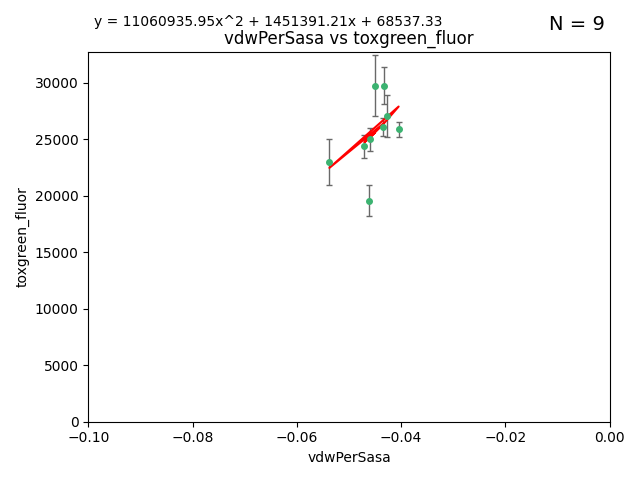 y = 11060935.95x^2 + 1451391.21x + 68537.33
N = 9
vdwPerSasa vs toxgreen_fluor
30000
25000
20000
15000
10000
5000
0
toxgreen_fluor
−0.10
−0.08
−0.06
−0.04
−0.02
0.00
vdwPerSasa